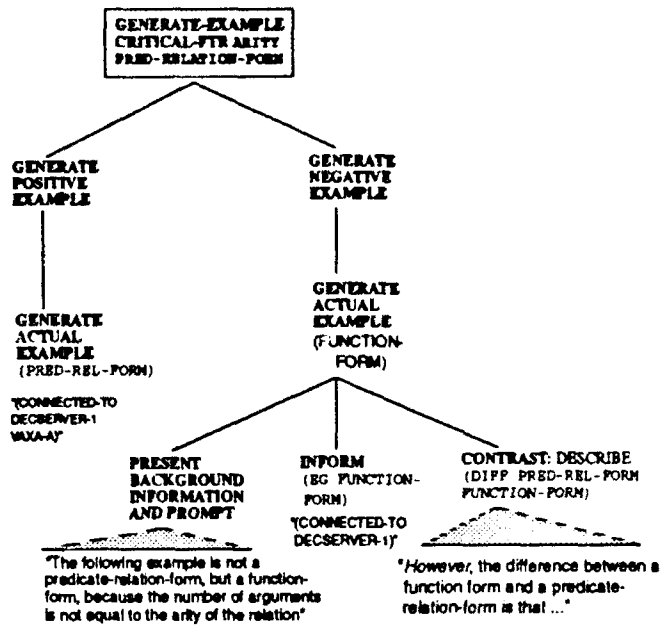 GENERATE-EXAMPLE
CRITICAL-FTR ARITY
PRED-RELATION-FORM
GENERATE
POSITIVE
EXAMPLE
GENERATE
NEGATIVE
EXAMPLE
GENERATE
ACTUAL
EXAMPLE
(PRED-REL-FORM)
"(CONNECTED-TO
DECSERVER-1
VAXA-A)"
GENERATE
ACTUAL
EXAMPLE
(FUNCTION-
FORM)
PRESENT
BACKGROUND
INFORMATION
AND PROMPT
"The following example is not a
predicate-relation-form, but a function-
form, because the number of arguments
is not equal to the arity of the relation"
INFORM
(EG FUNCTION-
FORM)
"(CONNECTED-TO
DECSERVER-1)"
CONTRAST: DESCRIBE
(DIFF PRED-REL-FORM
FUNCTION-FORM)
"However, the difference between a
function form and a predicate-
relation-form is that ..."